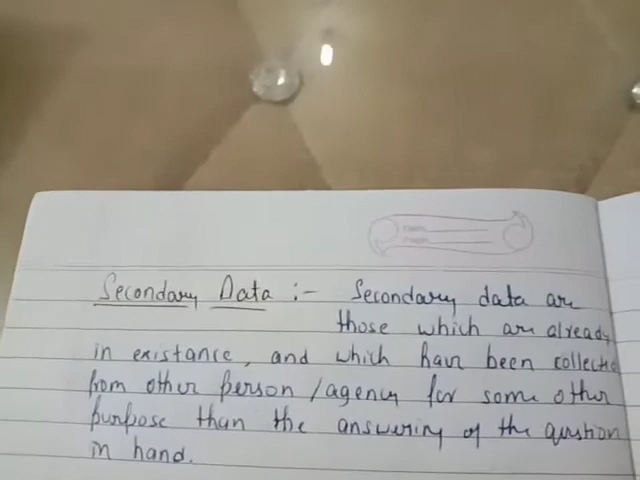 Secondary Data :- Secondary data are
those which are already
in existance, and which have been collected
from other person /agency for some other
purpose than the answering of the question
in hand.